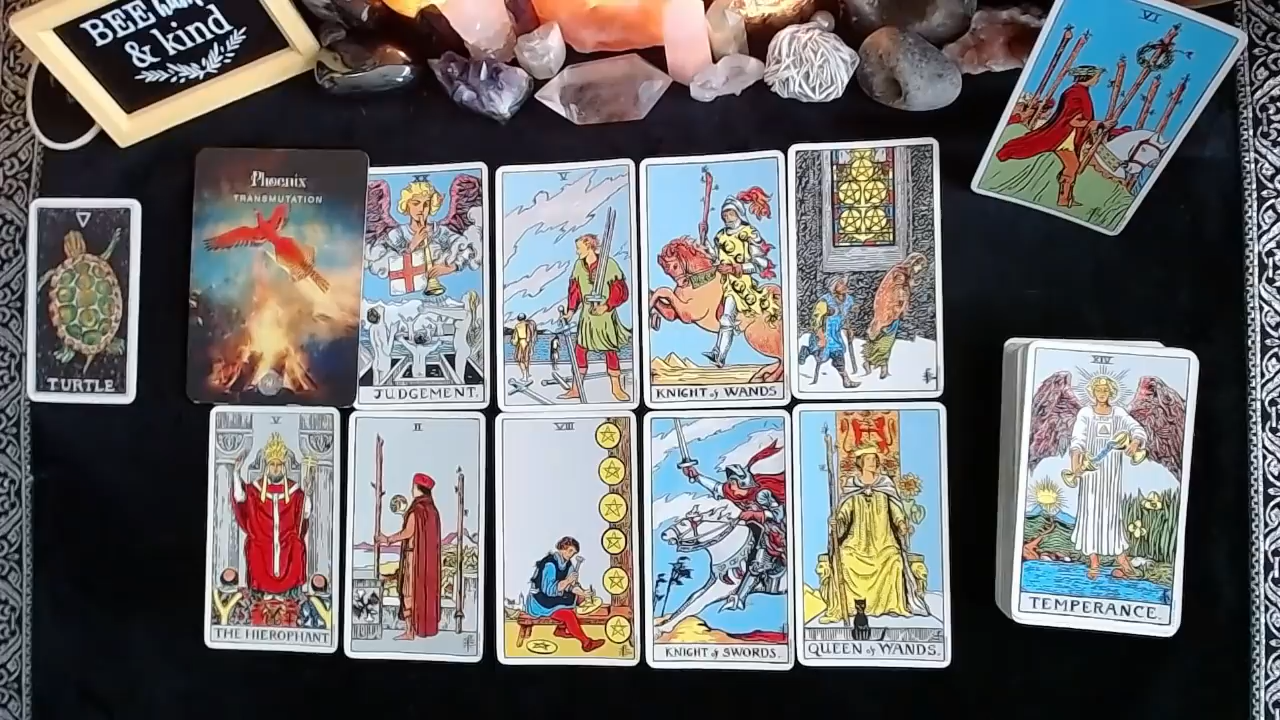 BEE
& kind
VI
TURTLE
Phoenix
TRANSMUTATION
XX
JUDGEMENT.
V
KNIGHT of WANDS
V
THE HIEROPHANT
II
VIII
KNIGHT of SWORDS.
QUEEN of WANDS.
XIV
TEMPERANCE.